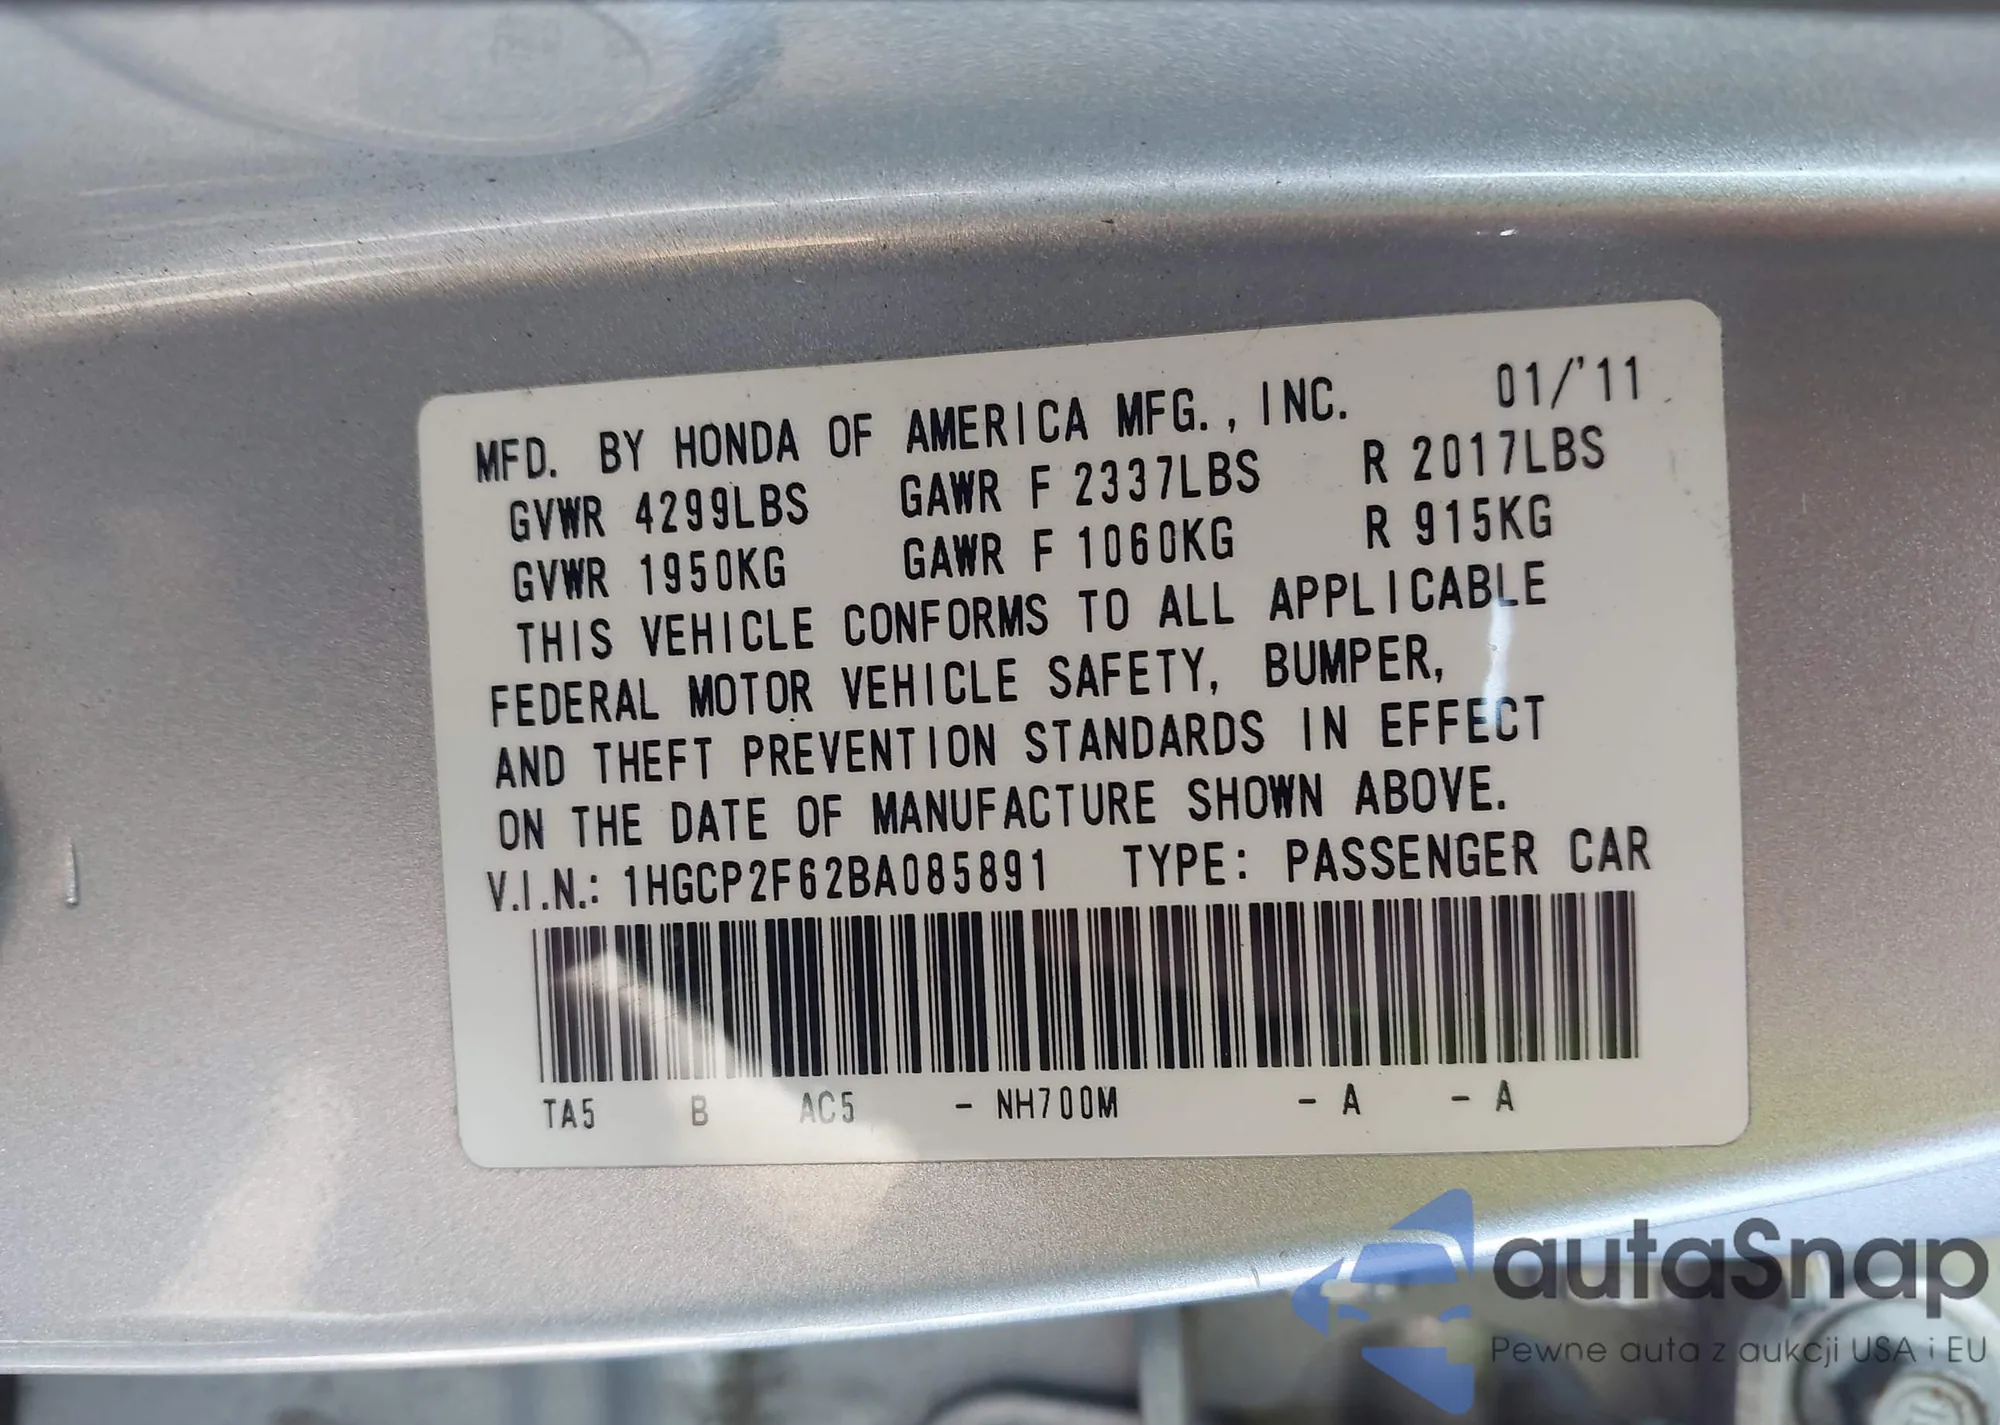 MFD. BY HONDA OF AMERICA MFG., INC. 01/'11
GVWR 4299LBS GAWR F 2337LBS R 2017LBS
GVWR 1950KG GAWR F 1060KG R 915KG
THIS VEHICLE CONFORMS TO ALL APPLICABLE
FEDERAL MOTOR VEHICLE SAFETY, BUMPER,
AND THEFT PREVENTION STANDARDS IN EFFECT
ON THE DATE OF MANUFACTURE SHOWN ABOVE.
V.I.N.: 1HGCP2F62BA085891 TYPE: PASSENGER CAR
TA5 B AC5 - NH700M - A - A
autaSnap
Pewne auta z aukcji USA i EU